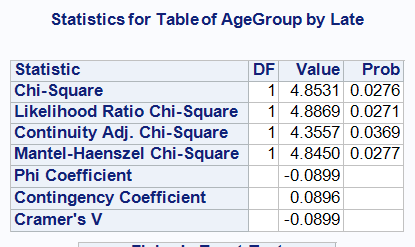 Statistics for Table of AgeGroup by Late
Statistic DF Value Prob
Chi-Square 1 4.8531 0.0276
Likelihood Ratio Chi-Square 1 4.8869 0.0271
Continuity Adj. Chi-Square 1 4.3557 0.0369
Mantel-Haenszel Chi-Square 1 4.8450 0.0277
Phi Coefficient -0.0899
Contingency Coefficient 0.0896
Cramer's V -0.0899